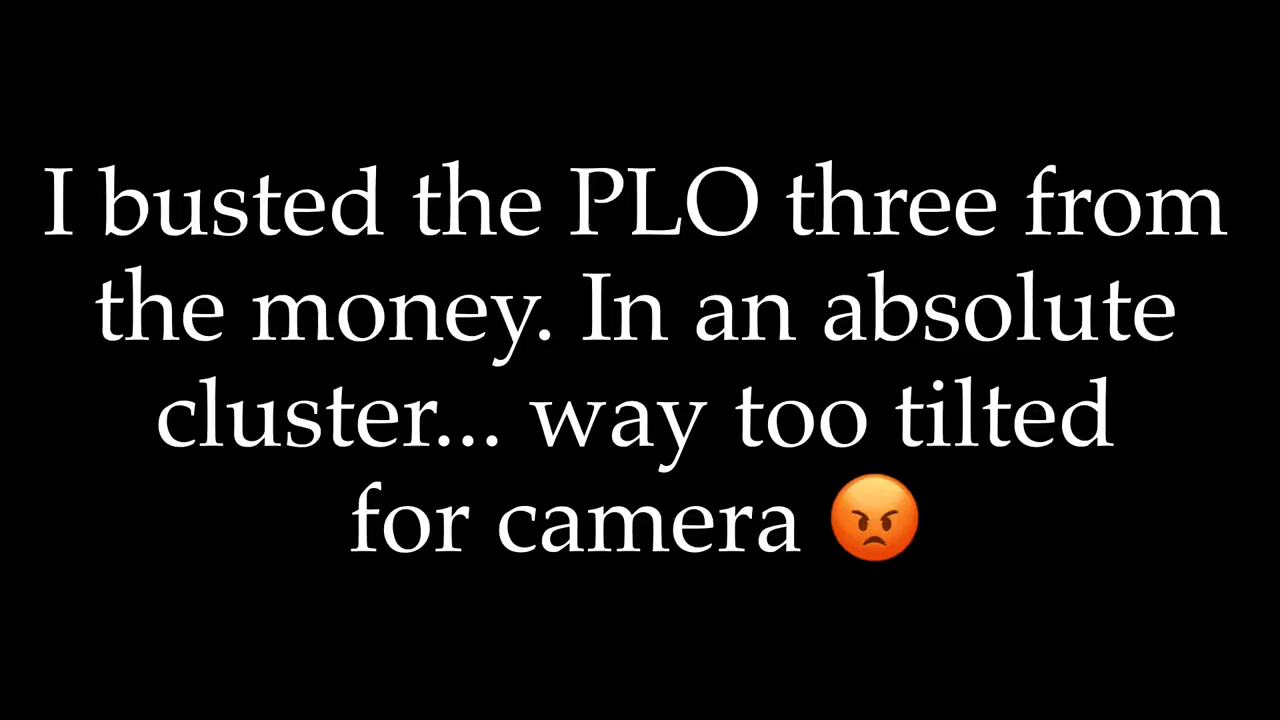 I busted the PLO three from
the money. In an absolute
cluster... way too tilted
for camera 😡